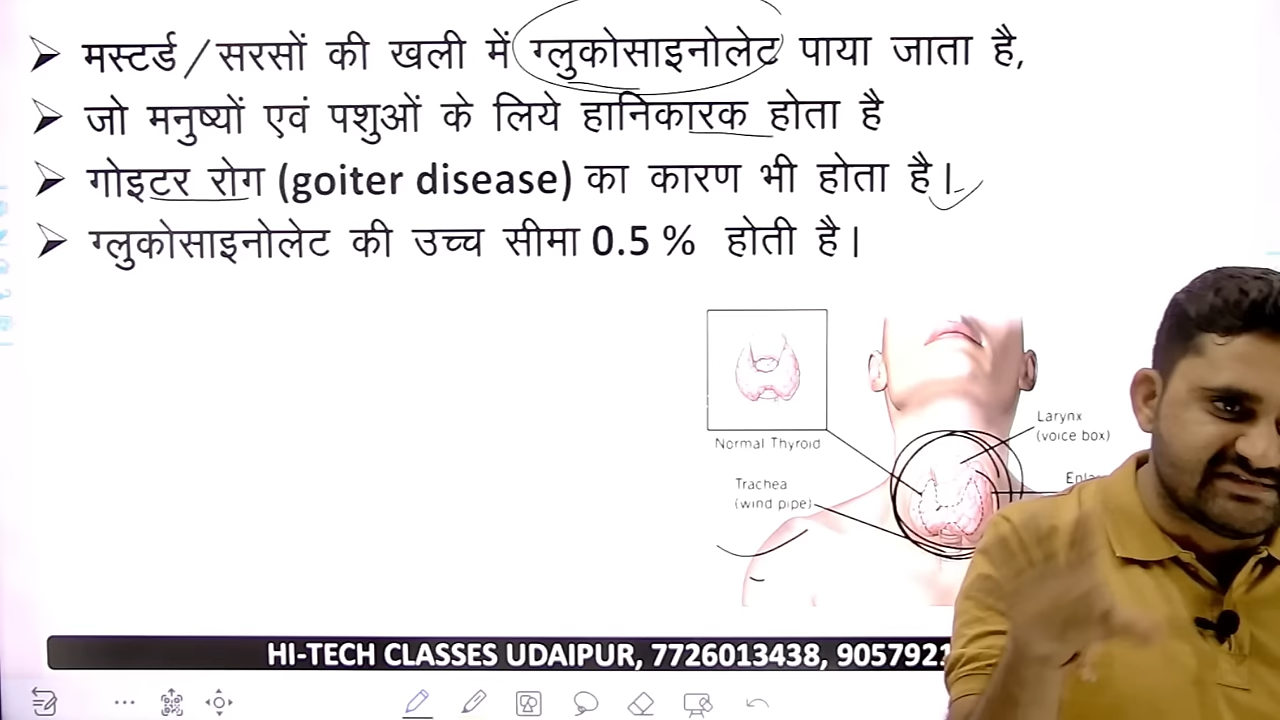 मस्टर्ड/सरसों की खली में ग्लुकोसाइनोलेट पाया जाता है,
जो मनुष्यों एवं पशुओं के लिये हानिकारक होता है
गोइटर रोग (goiter disease) का कारण भी होता है।
ग्लुकोसाइनोलेट की उच्च सीमा 0.5 % होती है।
Larynx
(voice box)
Normal Thyroid
Trachea
(wind pipe)
HI-TECH CLASSES UDAIPUR, 7726013438,